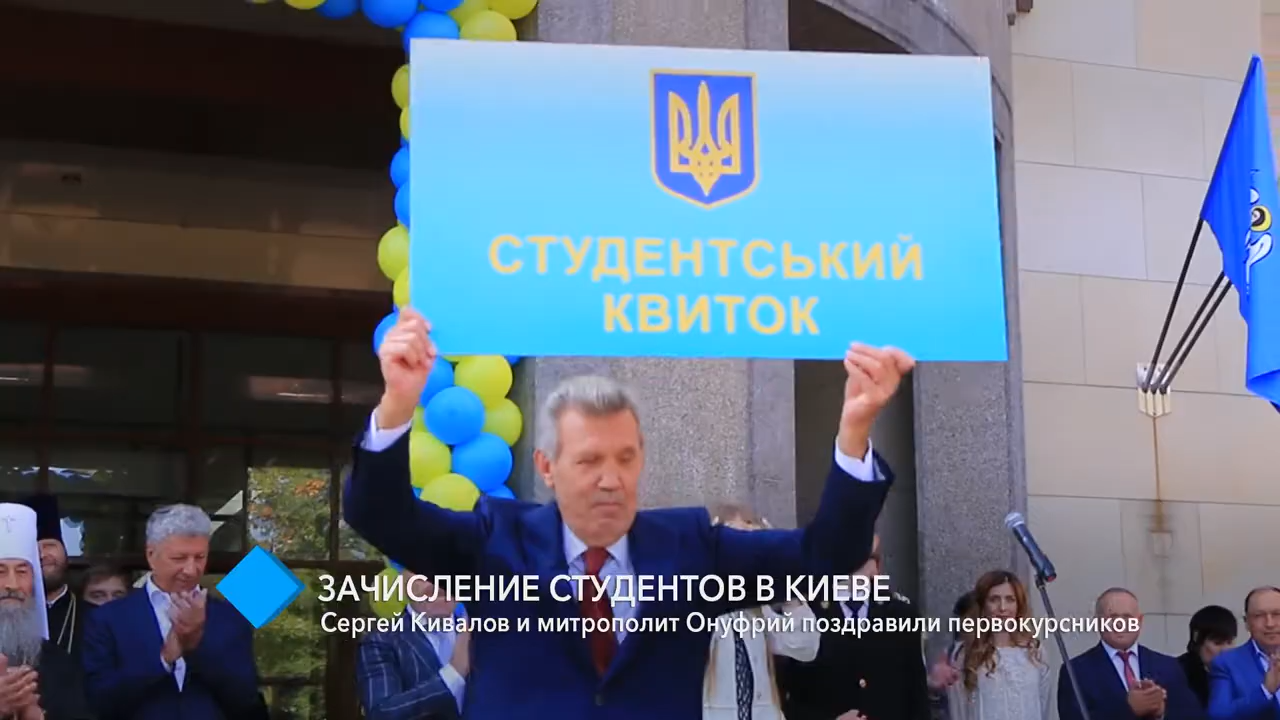 СТУДЕНТСЬКИЙ
КВИТОК
ЗАЧИСЛЕНИЕ СТУДЕНТОВ В КИЕВЕ
Сергей Кивалов и митрополит Онуфрий поздравили первокурсников